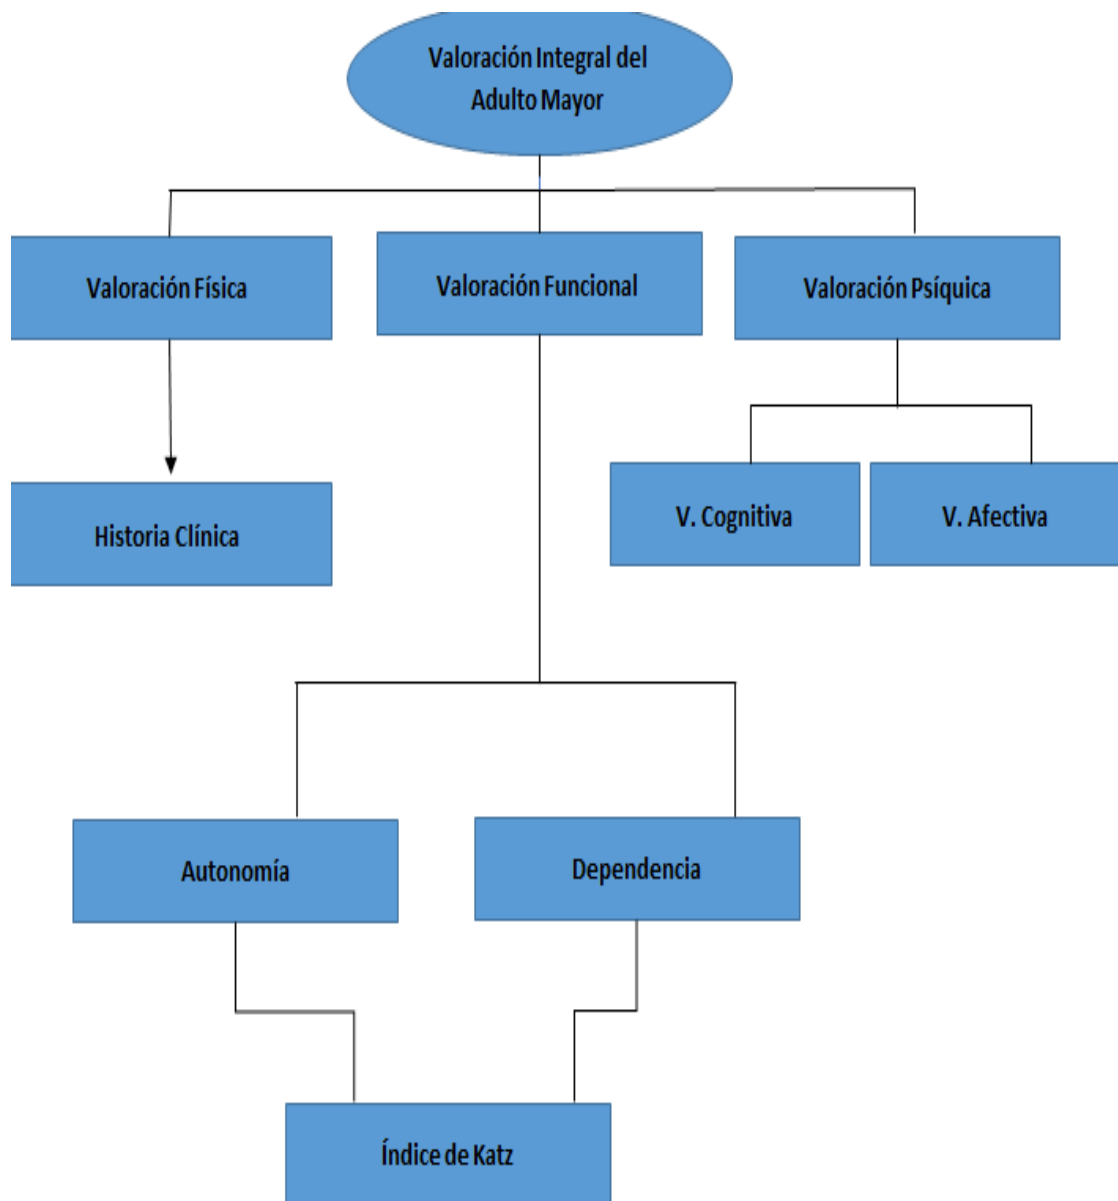 Valoración Integral del
Adulto Mayor
Valoración Física
Valoración Funcional
Valoración Psíquica
Historia Clínica
V. Cognitiva
V. Afectiva
Autonomía
Dependencia
Índice de Katz